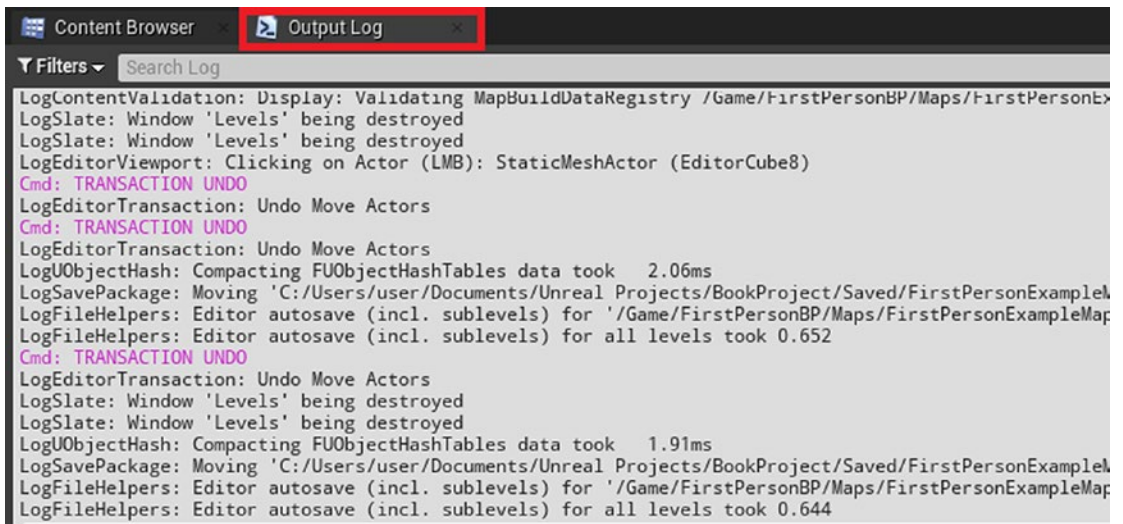 Content Browser
Output Log
Filters
Search Log
LogContentValidation: Display: Validating MapBuildDataRegistry /Game/FirstPersonBP/Maps/FirstPersonEx
LogSlate: Window 'Levels' being destroyed
LogSlate: Window 'Levels' being destroyed
LogEditorViewport: Clicking on Actor (LMB): StaticMeshActor (EditorCube8)
Cmd: TRANSACTION UNDO
LogEditorTransaction: Undo Move Actors
Cmd: TRANSACTION UNDO
LogEditorTransaction: Undo Move Actors
LogUObjectHash: Compacting FUObjectHashTables data took   2.06ms
LogSavePackage: Moving 'C:/Users/user/Documents/Unreal Projects/BookProject/Saved/FirstPersonExampleM
LogFileHelpers: Editor autosave (incl. sublevels) for '/Game/FirstPersonBP/Maps/FirstPersonExampleMap
LogFileHelpers: Editor autosave (incl. sublevels) for all levels took 0.652
Cmd: TRANSACTION UNDO
LogEditorTransaction: Undo Move Actors
LogSlate: Window 'Levels' being destroyed
LogSlate: Window 'Levels' being destroyed
LogUObjectHash: Compacting FUObjectHashTables data took   1.91ms
LogSavePackage: Moving 'C:/Users/user/Documents/Unreal Projects/BookProject/Saved/FirstPersonExampleM
LogFileHelpers: Editor autosave (incl. sublevels) for '/Game/FirstPersonBP/Maps/FirstPersonExampleMap
LogFileHelpers: Editor autosave (incl. sublevels) for all levels took 0.644